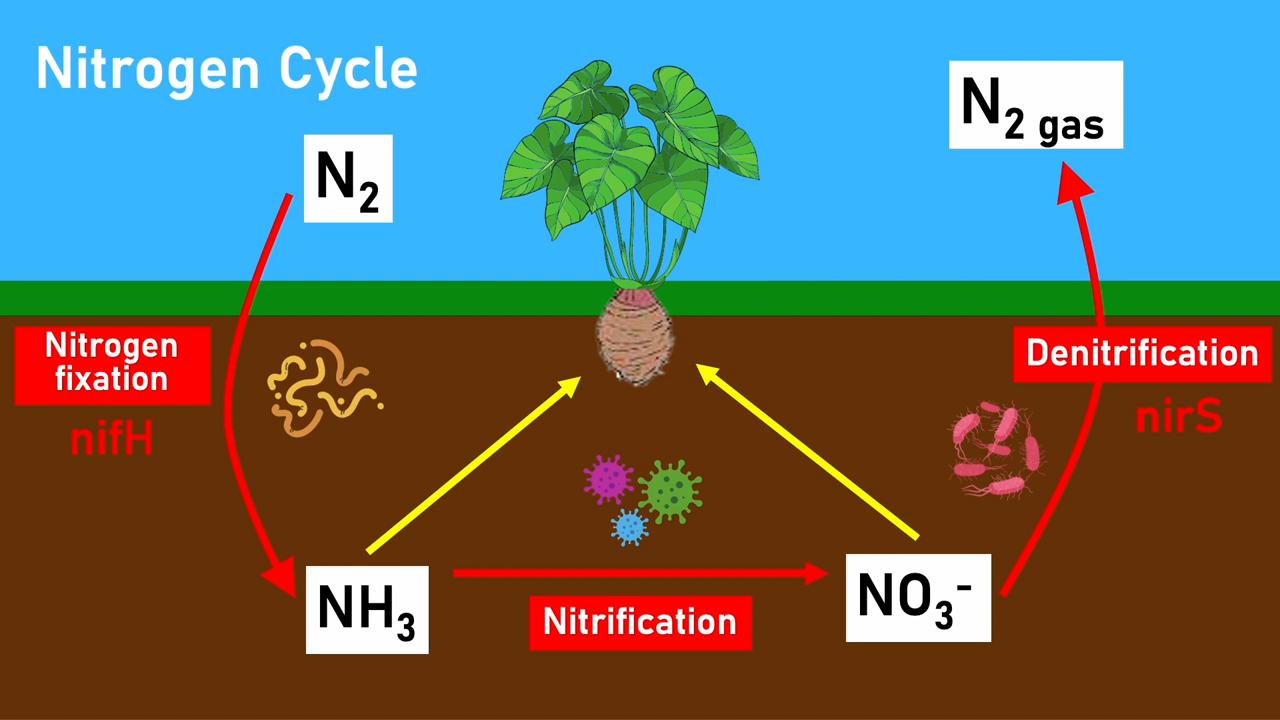 Nitrogen Cycle
N₂
N₂ gas
Nitrogen
fixation
nifH
Denitrification
nirS
NH₃
Nitrification
NO₃⁻